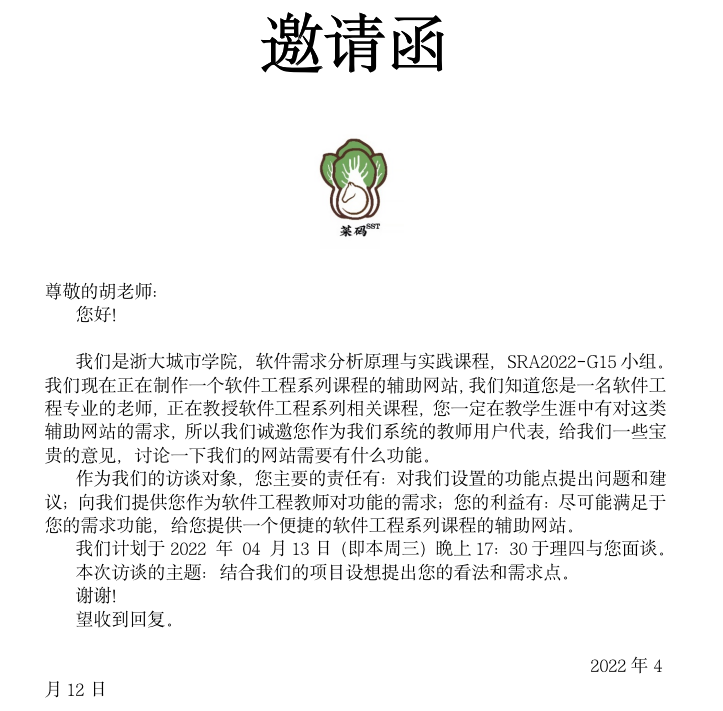 邀请函
菜码SST
尊敬的胡老师:
您好!
我们是浙大城市学院，软件需求分析原理与实践课程，SRA2022-G15 小组。
我们现在正在制作一个软件工程系列课程的辅助网站,我们知道您是一名软件工
程专业的老师，正在教授软件工程系列相关课程，您一定在教学生涯中有对这类
辅助网站的需求，所以我们诚邀您作为我们系统的教师用户代表，给我们一些宝
贵的意见，讨论一下我们的网站需要有什么功能。
作为我们的访谈对象，您主要的责任有：对我们设置的功能点提出问题和建
议；向我们提供您作为软件工程教师对功能的需求；您的利益有：尽可能满足于
您的需求功能，给您提供一个便捷的软件工程系列课程的辅助网站。
我们计划于 2022 年 04 月 13 日（即本周三）晚上 17：30 于理四与您面谈。
本次访谈的主题：结合我们的项目设想提出您的看法和需求点。
谢谢!
望收到回复。
2022 年 4
月 12 日